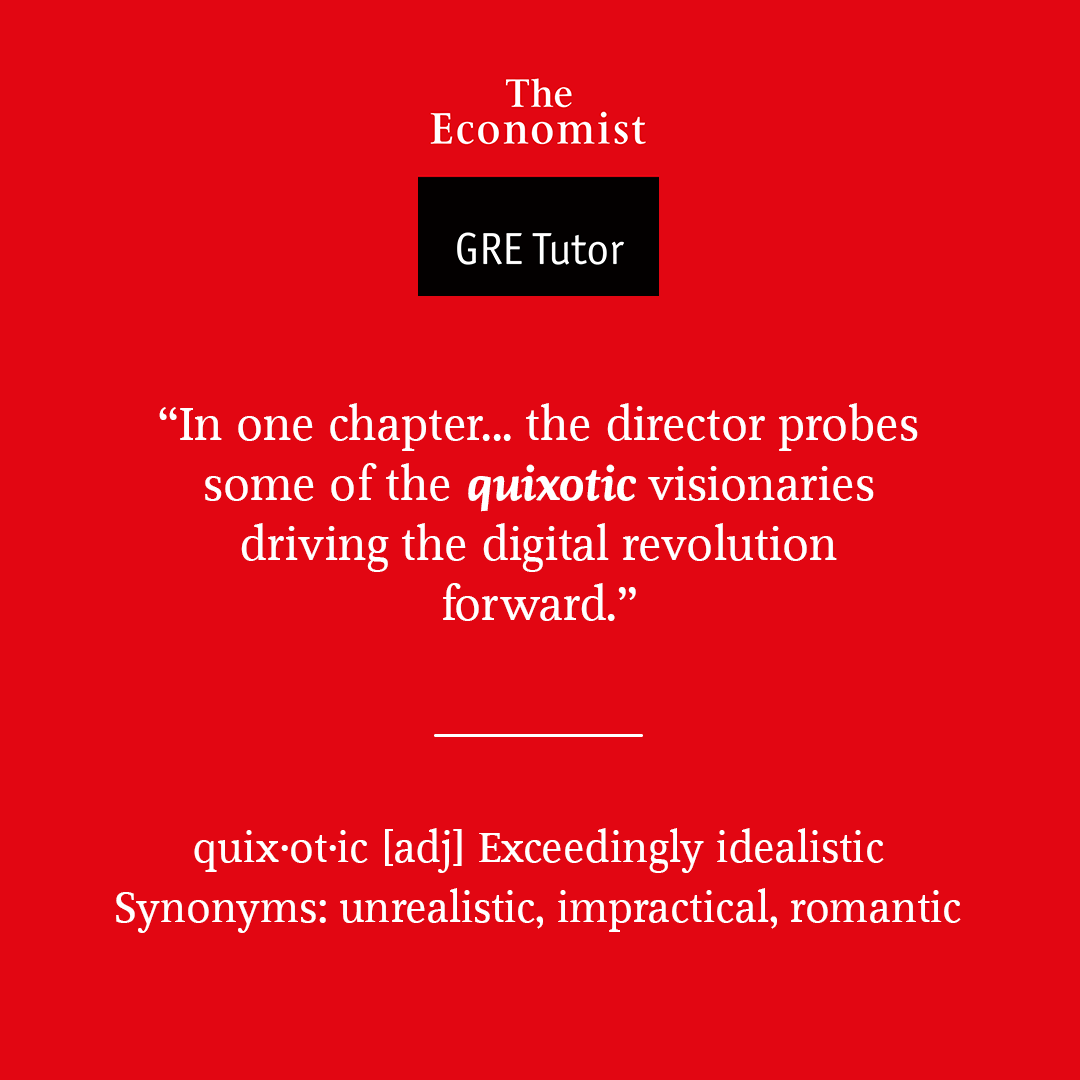 The
Economist
GRE Tutor
“In one chapter... the director probes
some of the quixotic visionaries
driving the digital revolution
forward.”
quix·ot·ic [adj] Exceedingly idealistic
Synonyms: unrealistic, impractical, romantic